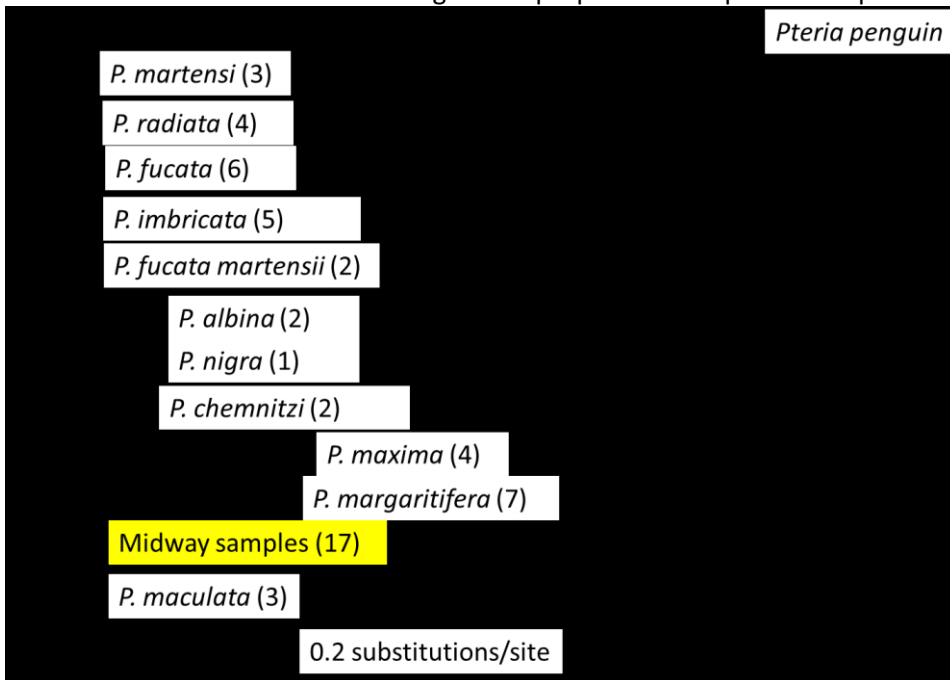 Pteria penguin
P. martensi (3)
P. radiata (4)
P. fucata (6)
P. imbricata (5)
P. fucata martensii (2)
P. albina (2)
P. nigra (1)
P. chemnitzi (2)
P. maxima (4)
P. margaritifera (7)
Midway samples (17)
P. maculata (3)
0.2 substitutions/site